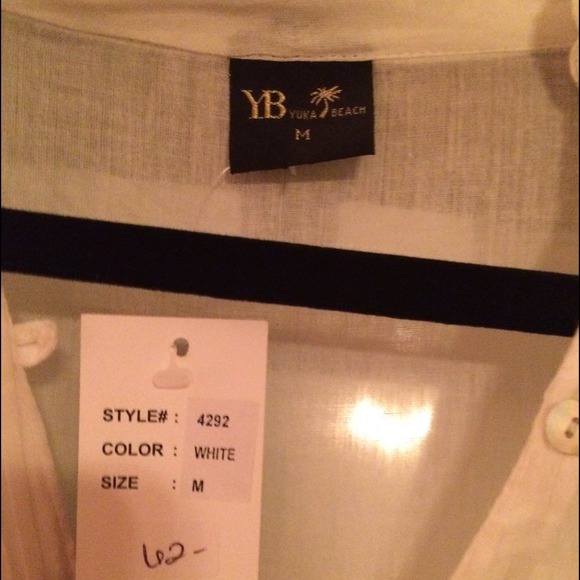 YB YUKA BEACH
M
STYLE# : 4292
COLOR : WHITE
SIZE : M
62-